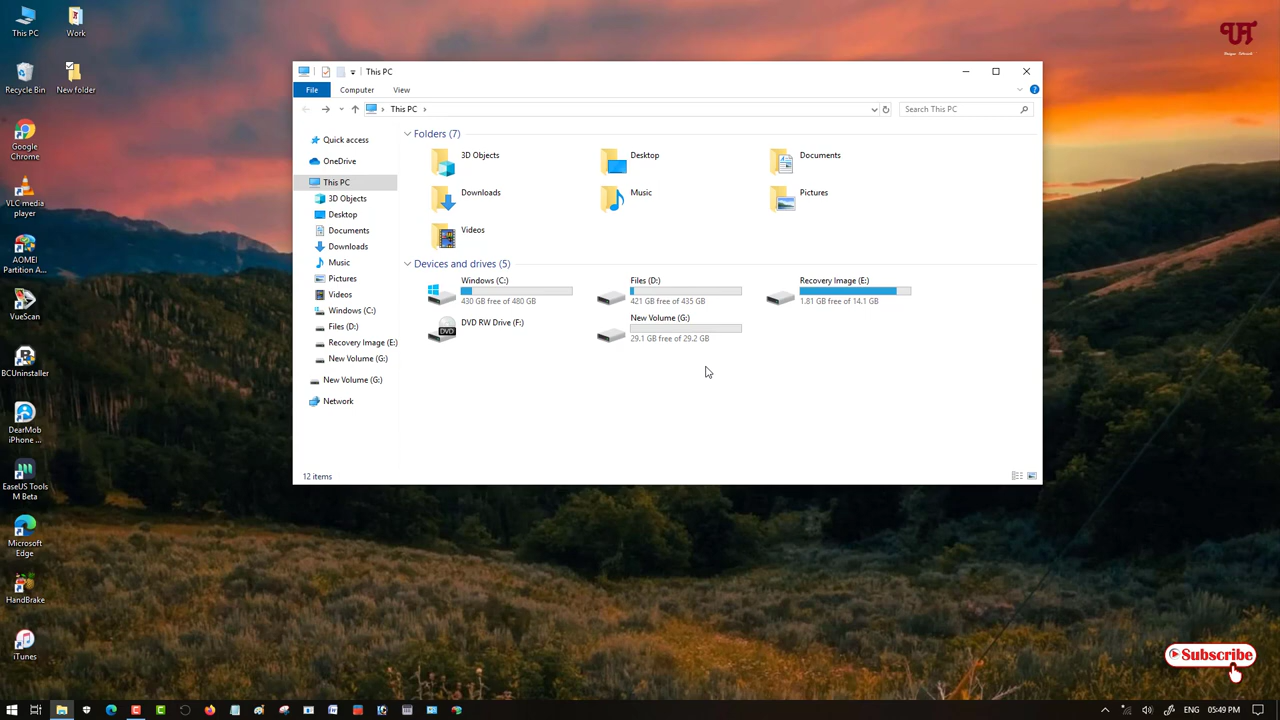 This PC
Work
Recycle Bin
New folder
Google
Chrome
VLC media
player
AOMEI
Partition A...
VueScan
BCUninstaller
DearMob
iPhone ...
EaseUS Tools
M Beta
Microsoft
Edge
HandBrake
iTunes
This PC
File
Computer
View
This PC
Search This PC
Quick access
OneDrive
This PC
3D Objects
Desktop
Documents
Downloads
Music
Pictures
Videos
Windows (C:)
Files (D:)
Recovery Image (E:)
New Volume (G:)
New Volume (G:)
Network
Folders (7)
3D Objects
Desktop
Documents
Downloads
Music
Pictures
Videos
Devices and drives (5)
Windows (C:)
430 GB free of 480 GB
Files (D:)
421 GB free of 435 GB
Recovery Image (E:)
1.81 GB free of 14.1 GB
DVD
DVD RW Drive (F:)
New Volume (G:)
29.1 GB free of 29.2 GB
12 items
UT
Subscribe
05:49 PM